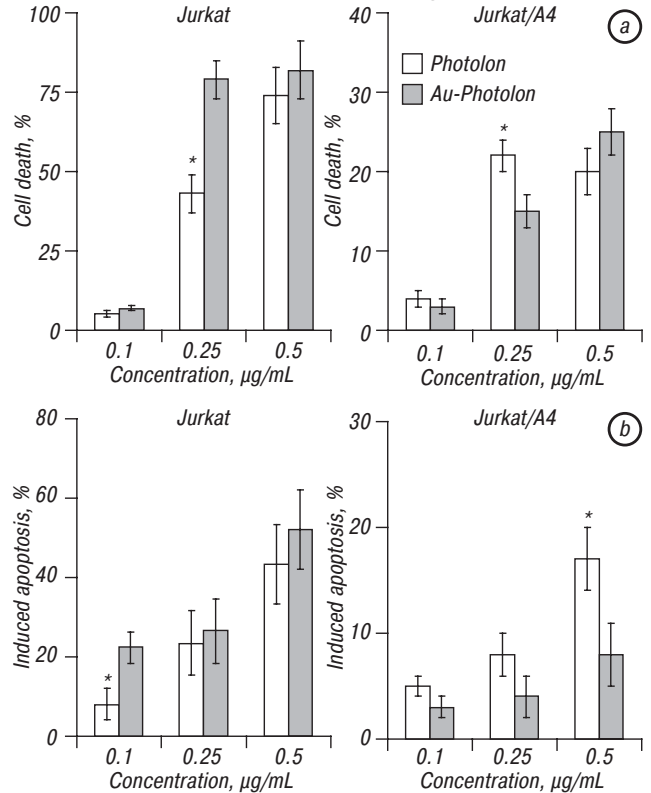 Jurkat
Jurkat/A4
a
100
75
50
25
0
Cell death, %
*
0.1 0.25 0.5
Concentration, µg/mL
40
30
20
10
0
Cell death, %
Photolon
Au-Photolon
*
0.1 0.25 0.5
Concentration, µg/mL
Jurkat
Jurkat/A4
b
80
60
40
20
0
Induced apoptosis, %
*
0.1 0.25 0.5
Concentration, µg/mL
30
20
10
0
Induced apoptosis, %
*
0.1 0.25 0.5
Concentration, µg/mL